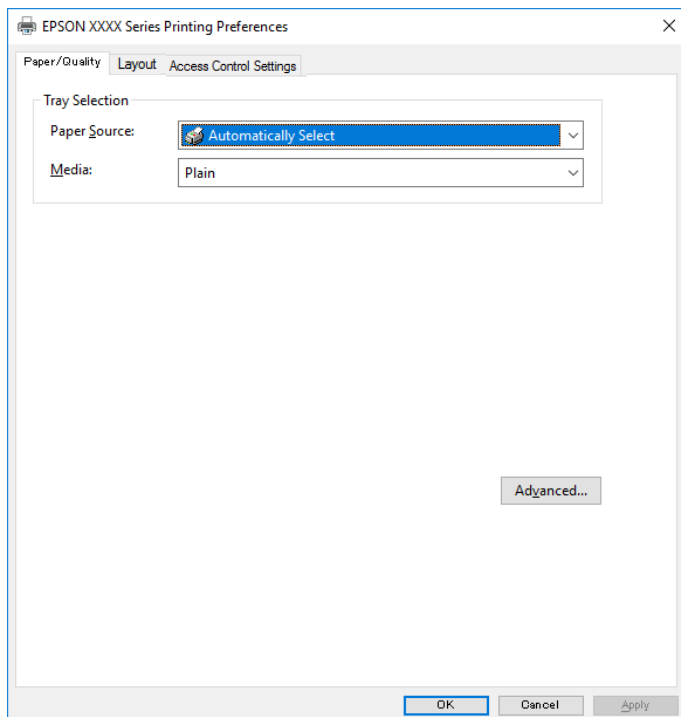 EPSON XXXX Series Printing Preferences
Paper/Quality Layout Access Control Settings
Tray Selection
Paper Source: Automatically Select
Media: Plain
Advanced...
OK Cancel Apply